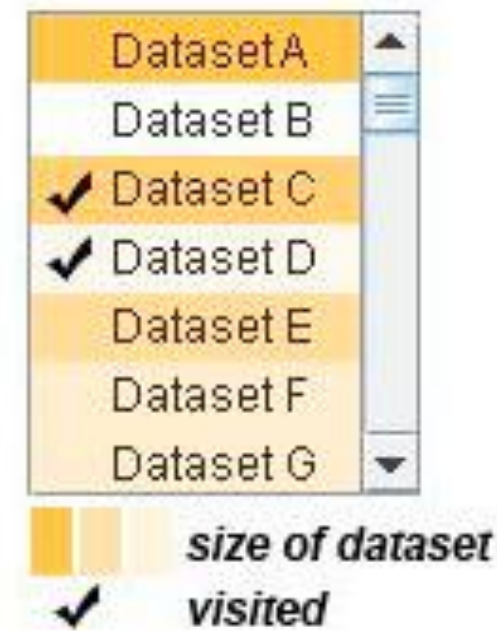 Dataset A
Dataset B
Dataset C
Dataset D
Dataset E
Dataset F
Dataset G
size of dataset
visited